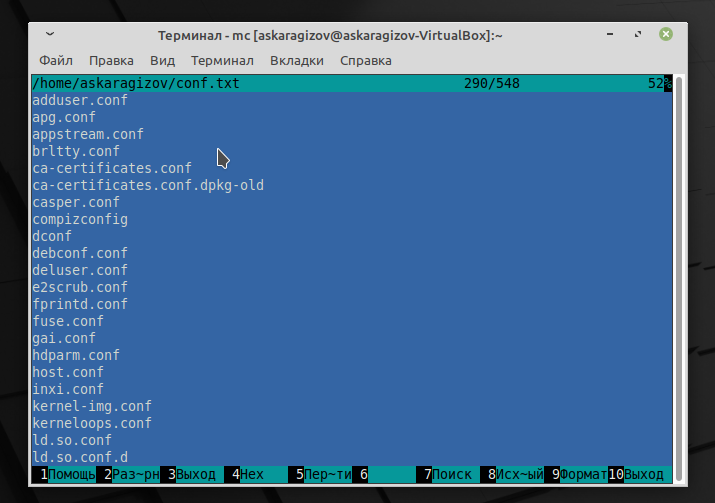 Терминал - mc [askaragizov@askaragizov-VirtualBox]:~
Файл Правка Вид Терминал Вкладки Справка
/home/askaragizov/conf.txt 290/548 52%
adduser.conf
apg.conf
appstream.conf
brltty.conf
ca-certificates.conf
ca-certificates.conf.dpkg-old
casper.conf
compizconfig
dconf
debconf.conf
deluser.conf
e2scrub.conf
fprintd.conf
fuse.conf
gai.conf
hdparm.conf
host.conf
inxi.conf
kernel-img.conf
kerneloops.conf
ld.so.conf
ld.so.conf.d
1Помощь 2Раз~рн 3Выход 4Hex 5Пер~ти 6 7Поиск 8Исх~ый 9Формат 10Выход